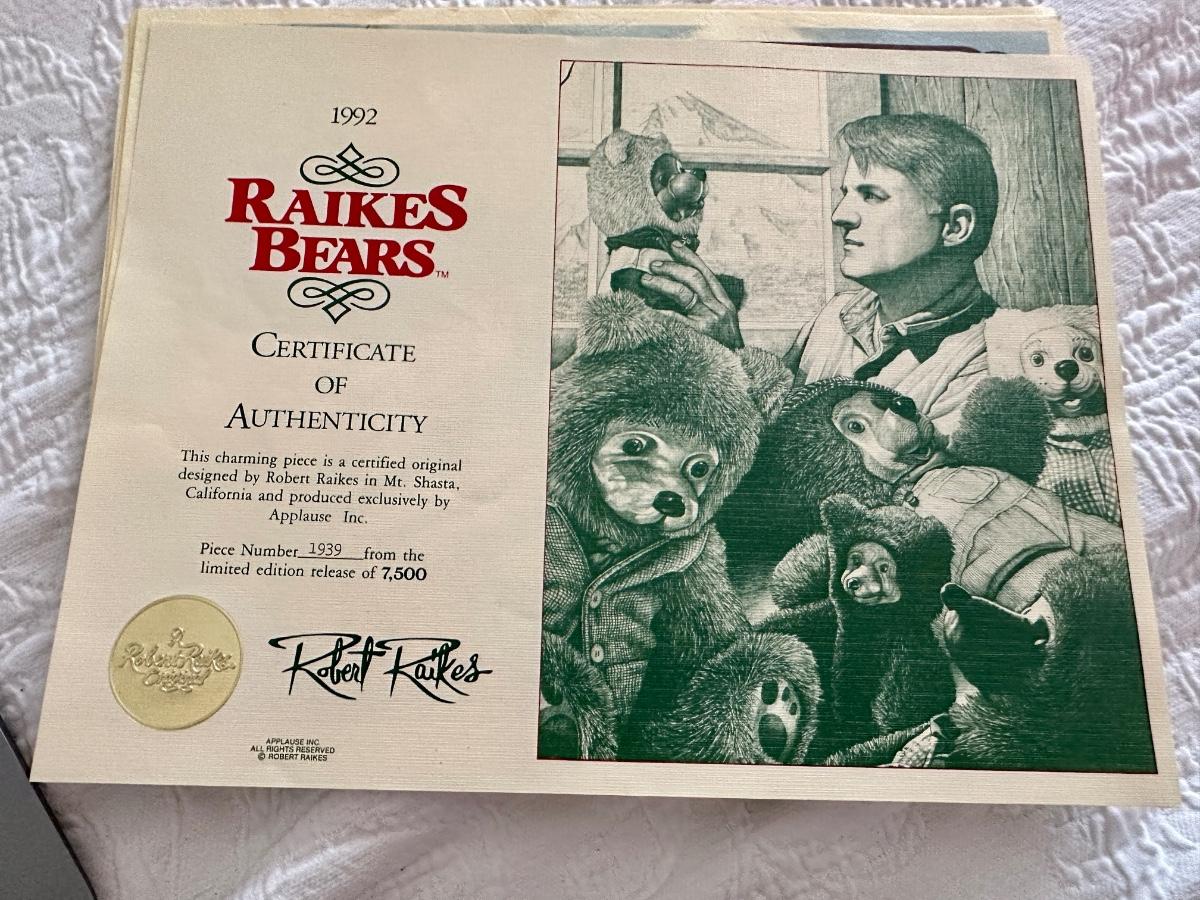 1992
RAIKES
BEARS™
CERTIFICATE
OF
AUTHENTICITY
This charming piece is a certified original
designed by Robert Raikes in Mt. Shasta,
California and produced exclusively by
Applause Inc.
Piece Number 1939 from the
limited edition release of 7,500
A
Robert Raikes
Original
Robert Raikes
APPLAUSE INC.
ALL RIGHTS RESERVED
© ROBERT RAIKES